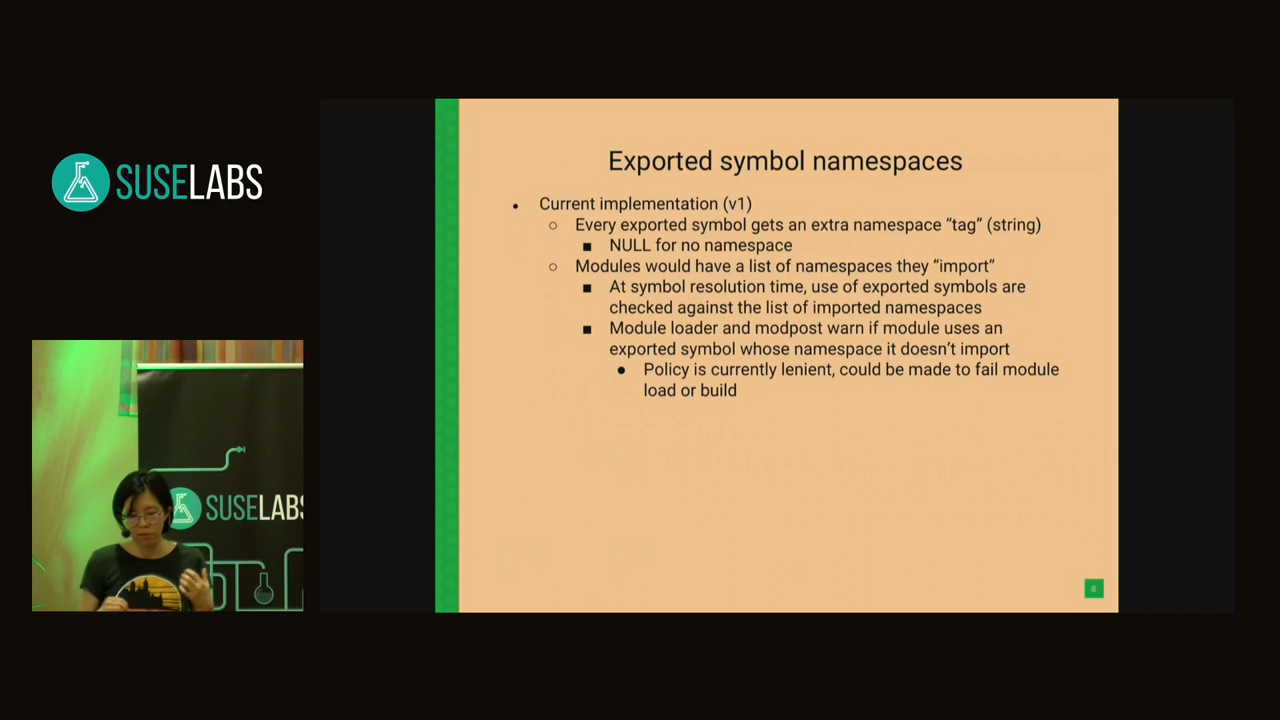 SUSELABS
Exported symbol namespaces
• Current implementation (v1)
○ Every exported symbol gets an extra namespace “tag” (string)
■ NULL for no namespace
○ Modules would have a list of namespaces they “import”
■ At symbol resolution time, use of exported symbols are
checked against the list of imported namespaces
■ Module loader and modpost warn if module uses an
exported symbol whose namespace it doesn’t import
● Policy is currently lenient, could be made to fail module
load or build
SUSELABS
8